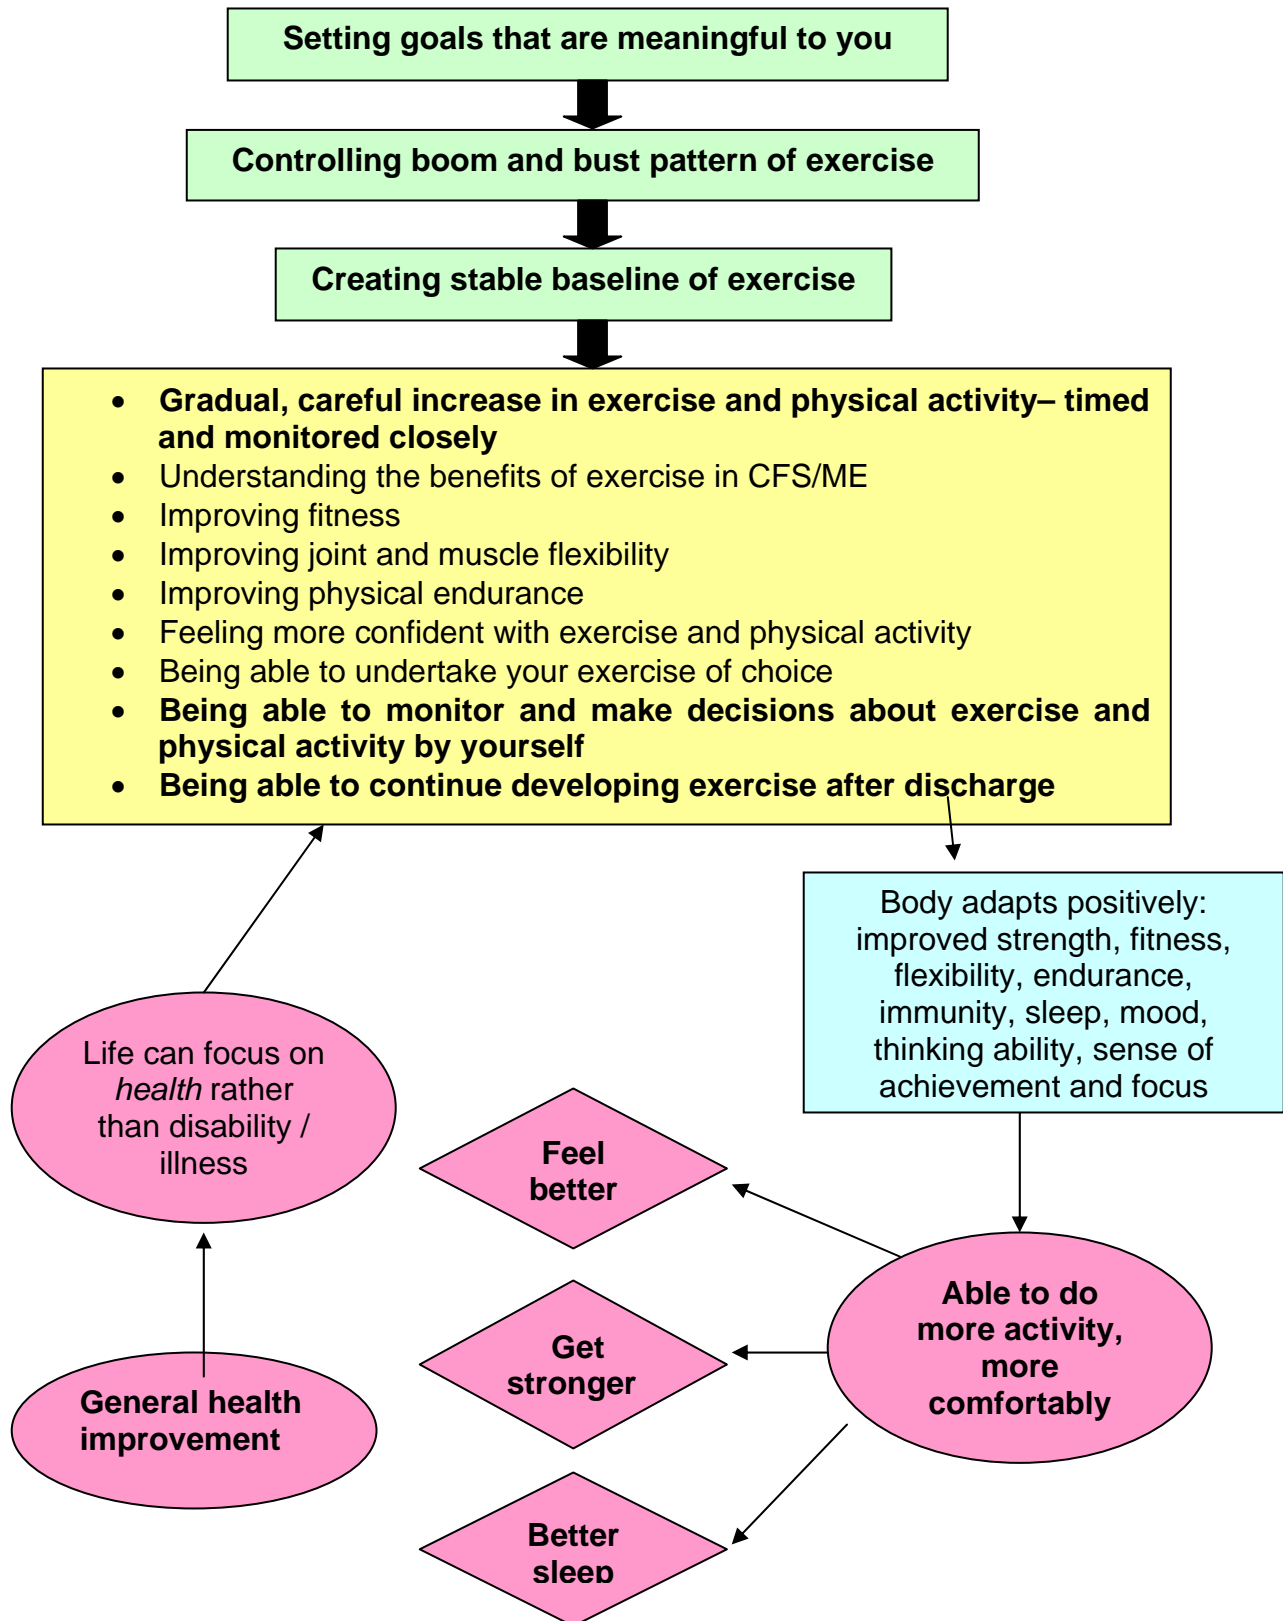 Setting goals that are meaningful to you
Controlling boom and bust pattern of exercise
Creating stable baseline of exercise
• Gradual, careful increase in exercise and physical activity– timed
and monitored closely
• Understanding the benefits of exercise in CFS/ME
• Improving fitness
• Improving joint and muscle flexibility
• Improving physical endurance
• Feeling more confident with exercise and physical activity
• Being able to undertake your exercise of choice
• Being able to monitor and make decisions about exercise and
physical activity by yourself
• Being able to continue developing exercise after discharge
Body adapts positively:
improved strength, fitness,
flexibility, endurance,
immunity, sleep, mood,
thinking ability, sense of
achievement and focus
Life can focus on
health rather
than disability /
illness
Feel
better
Able to do
more activity,
more
comfortably
Get
stronger
General health
improvement
Better
sleep